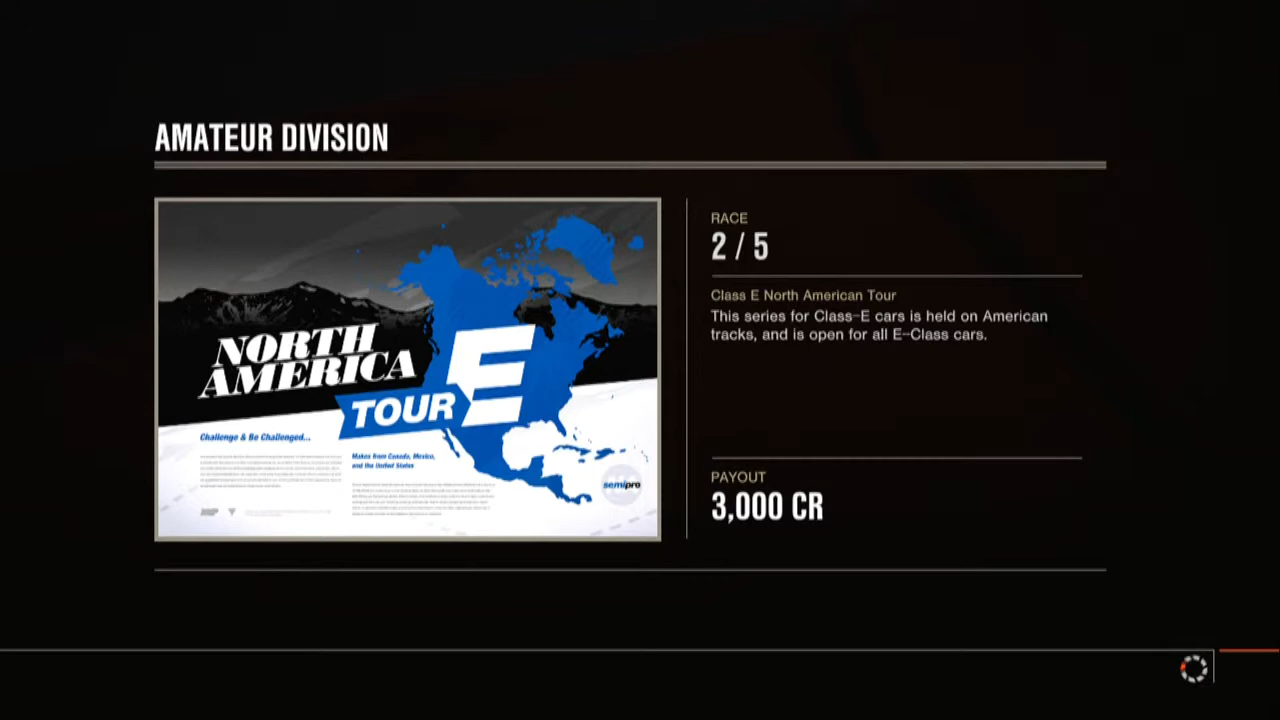 AMATEUR DIVISION
NORTH
AMERICA
TOUR E
Challenge & Be Challenged...
Makes from Canada, Mexico,
and the United States
semipro
RACE
2 / 5
Class E North American Tour
This series for Class-E cars is held on American
tracks, and is open for all E-Class cars.
PAYOUT
3,000 CR